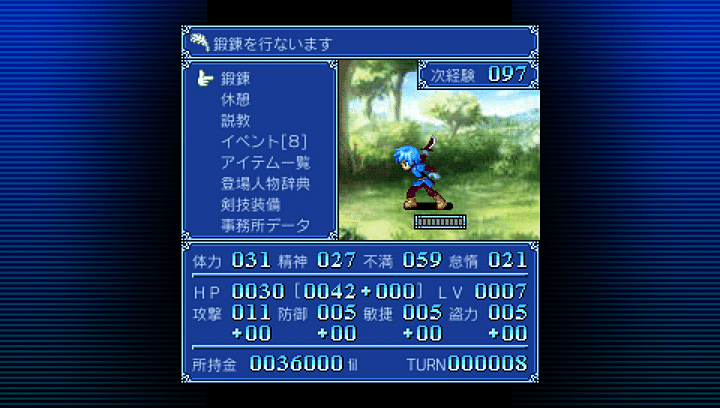 鍛錬を行ないます
次経験 097
鍛錬
休憩
説教
イベント[8]
アイテム一覧
登場人物辞典
剣技装備
事務所データ
体力 031 精神 027 不満 059 怠惰 021
HP 0030 [0042+000] LV 0007
攻撃 011 防御 005 敏捷 005 盗力 005
+00 +00 +00 +00
所持金 0036000 fil TURN 000008